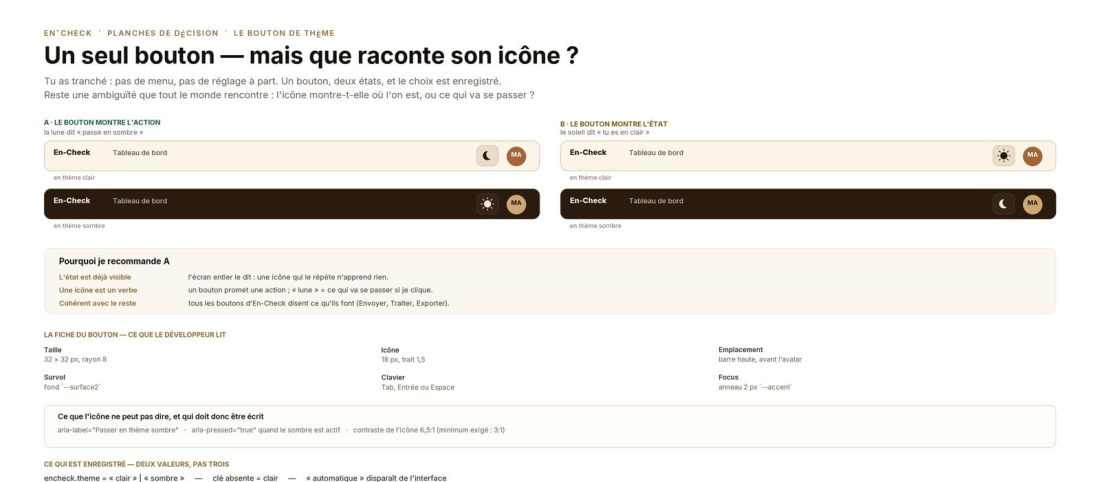 EN-CHECK · PLANCHES DE DÉCISION · LE BOUTON DE THÈME
Un seul bouton — mais que raconte son icône ?
Tu as tranché : pas de menu, pas de réglage à part. Un bouton, deux états, et le choix est enregistré.
Reste une ambiguïté que tout le monde rencontre : l'icône montre-t-elle où l'on est, ou ce qui va se passer ?
A · LE BOUTON MONTRE L'ACTION
la lune dit « passe en sombre »
En-Check Tableau de bord MA
en thème clair
En-Check Tableau de bord MA
en thème sombre
B · LE BOUTON MONTRE L'ÉTAT
le soleil dit « tu es en clair »
En-Check Tableau de bord MA
en thème clair
En-Check Tableau de bord MA
en thème sombre
Pourquoi je recommande A
L'état est déjà visible l'écran entier le dit : une icône qui le répète n'apprend rien.
Une icône est un verbe un bouton promet une action ; « lune » = ce qui va se passer si je clique.
Cohérent avec le reste tous les boutons d'En-Check disent ce qu'ils font (Envoyer, Traiter, Exporter).
LA FICHE DU BOUTON — CE QUE LE DÉVELOPPEUR LIT
Taille Icône Emplacement
32 × 32 px, rayon 8 18 px, trait 1,5 barre haute, avant l'avatar
Survol Clavier Focus
fond `--surface2` Tab, Entrée ou Espace anneau 2 px `--accent`
Ce que l'icône ne peut pas dire, et qui doit donc être écrit
aria-label="Passer en thème sombre" · aria-pressed="true" quand le sombre est actif · contraste de l'icône 6,5:1 (minimum exigé : 3:1)
CE QUI EST ENREGISTRÉ — DEUX VALEURS, PAS TROIS
encheck.theme = « clair » | « sombre » — clé absente = clair — « automatique » disparaît de l'interface